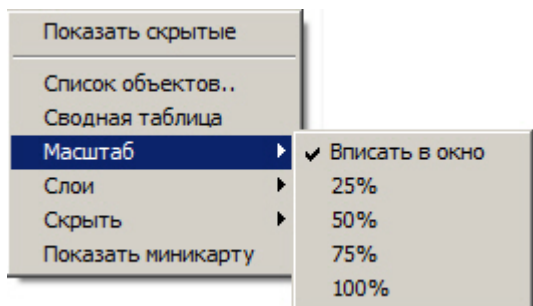 Показать скрытые
Список объектов..
Сводная таблица
Масштаб
Слои
Скрыть
Показать миникарту
Вписать в окно
25%
50%
75%
100%